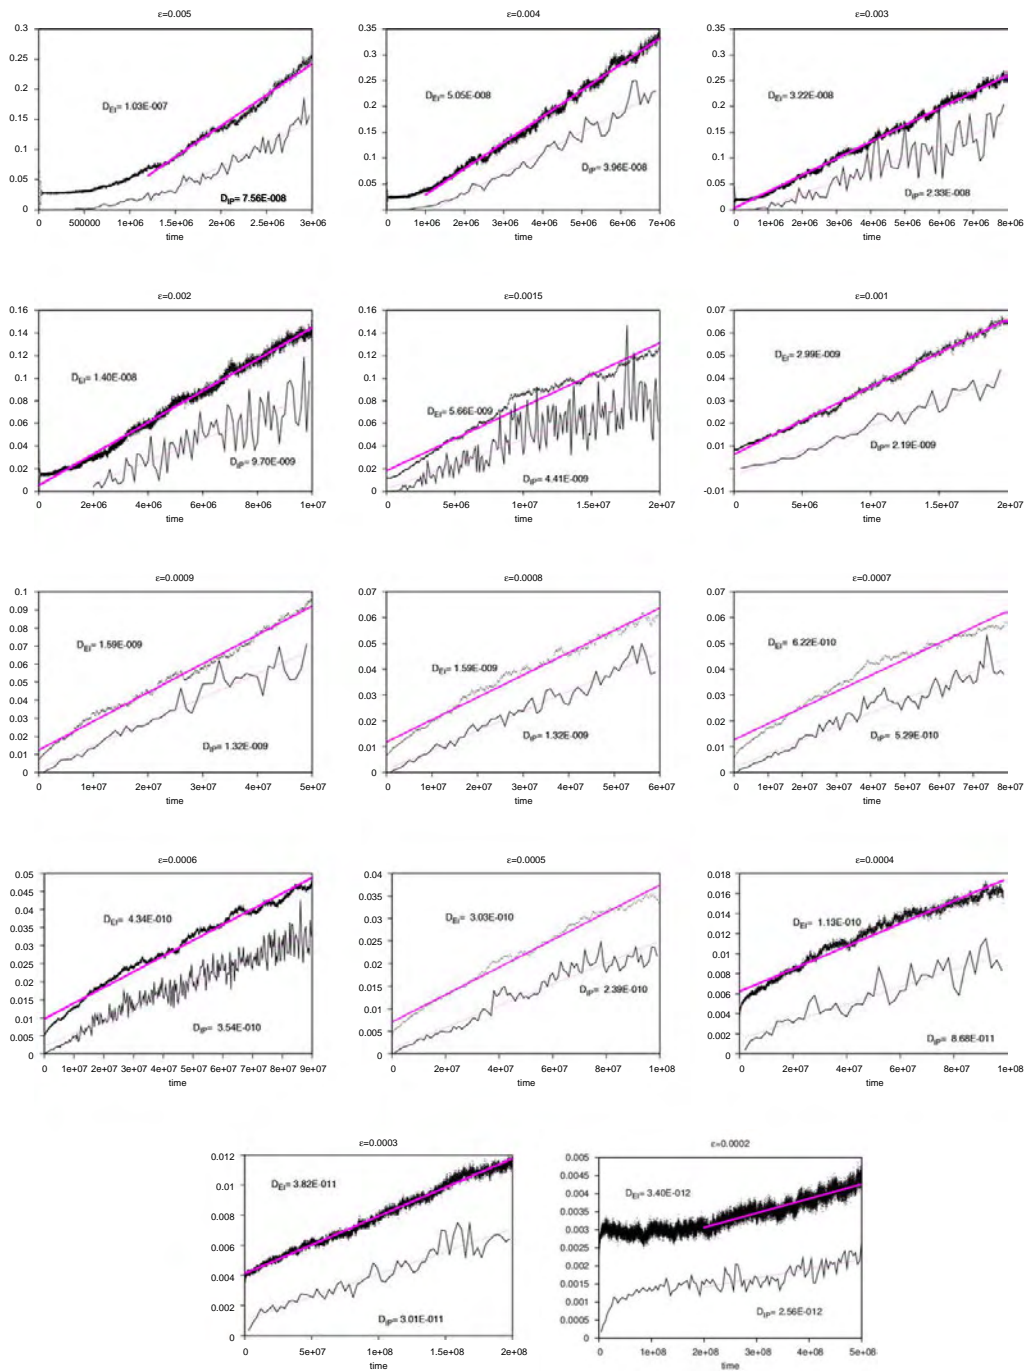 ε=0.005
0.3
0.25
0.2
0.15
0.1
0.05
0
D_EI= 1.03E-007
D_IP= 7.56E-008
0 500000 1e+06 1.5e+06 2e+06 2.5e+06 3e+06
time
ε=0.004
0.35
0.3
0.25
0.2
0.15
0.1
0.05
D_EI= 5.05E-008
D_IP= 3.96E-008
0 1e+06 2e+06 3e+06 4e+06 5e+06 6e+06 7e+06
time
ε=0.003
0.35
0.3
0.25
0.2
0.15
0.1
0.05
0
D_EI= 3.22E-008
D_IP= 2.33E-008
0 1e+06 2e+06 3e+06 4e+06 5e+06 6e+06 7e+06 8e+06
time
ε=0.002
0.16
0.14
0.12
0.1
0.08
0.06
0.04
0.02
0
D_EI= 1.40E-008
D_IP= 9.70E-009
0 2e+06 4e+06 6e+06 8e+06 1e+07
time
ε=0.0015
0.16
0.14
0.12
0.1
0.08
0.06
0.04
0.02
0
D_EI= 5.66E-009
D_IP= 4.41E-009
5e+06 1e+07 1.5e+07 2e+07
time
ε=0.001
0.07
0.06
0.04
0.03
0.01
-0.01
D_EI= 2.99E-009
D_IP= 2.19E-009
5e+06 1e+07 1.5e+07 2e+07
time
ε=0.0009
0.1
0.09
0.08
0.07
0.06
0.05
0.04
0.03
0.02
0.01
0
D_EI= 1.59E-009
D_IP= 1.32E-009
1e+07 2e+07 3e+07 4e+07 5e+07
time
ε=0.0008
0.07
0.06
0.05
0.04
0.03
0.02
0.01
0
D_EI= 1.59E-009
D_IP= 1.32E-009
0 1e+07 2e+07 3e+07 4e+07 5e+07 6e+07
time
ε=0.0007
0.07
0.06
0.05
0.04
0.03
0.02
0.01
0
D_EI= 6.22E-010
D_IP= 5.29E-010
0 1e+07 2e+07 3e+07 4e+07 5e+07 6e+07 7e+07 8e+07
time
ε=0.0006
0.05
0.045
0.04
0.035
0.03
0.025
0.02
0.015
0.01
0.005
0
D_EI= 4.34E-010
D_IP= 3.54E-010
0 1e+07 2e+07 3e+07 4e+07 5e+07 6e+07 7e+07 8e+07 9e+07
time
ε=0.0005
0.04
0.035
0.03
0.025
0.02
0.015
0.01
0.005
0
D_EI= 3.03E-010
D_IP= 2.39E-010
0 2e+07 4e+07 6e+07 8e+07 1e+08
time
ε=0.0004
0.018
0.016
0.014
0.012
0.01
0.008
0.006
0.004
0.002
0
D_EI= 1.13E-010
D_IP= 8.68E-011
0 2e+07 4e+07 6e+07 8e+07 1e+08
time
ε=0.0003
0.012
0.01
0.008
0.006
0.004
0.002
0
D_EI= 3.82E-011
D_IP= 3.01E-011
0 5e+07 1e+08 1e+08 2e+08
time
ε=0.0002
0.005
0.0045
0.004
0.0035
0.003
0.0025
0.002
0.0015
0.001
0.0005
0
D_EI= 3.40E-012
D_IP= 2.56E-012
0 1e+08 2e+08 3e+08 4e+08 5e+08
time